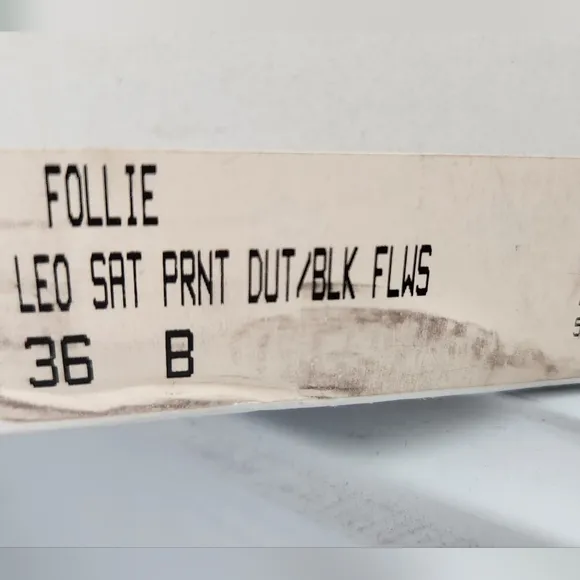 FOLLIE
LEO SAT PRNT DUT/BLK FLWS
36 B